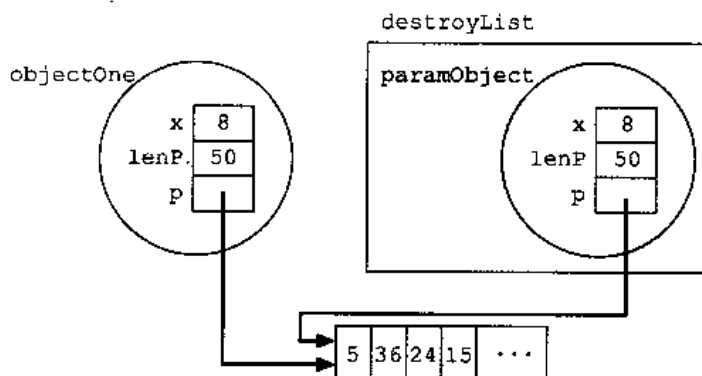 destroyList
objectOne
paramObject
x 8
lenP. 50
p
x 8
lenP 50
p
5 36 24 15 ...